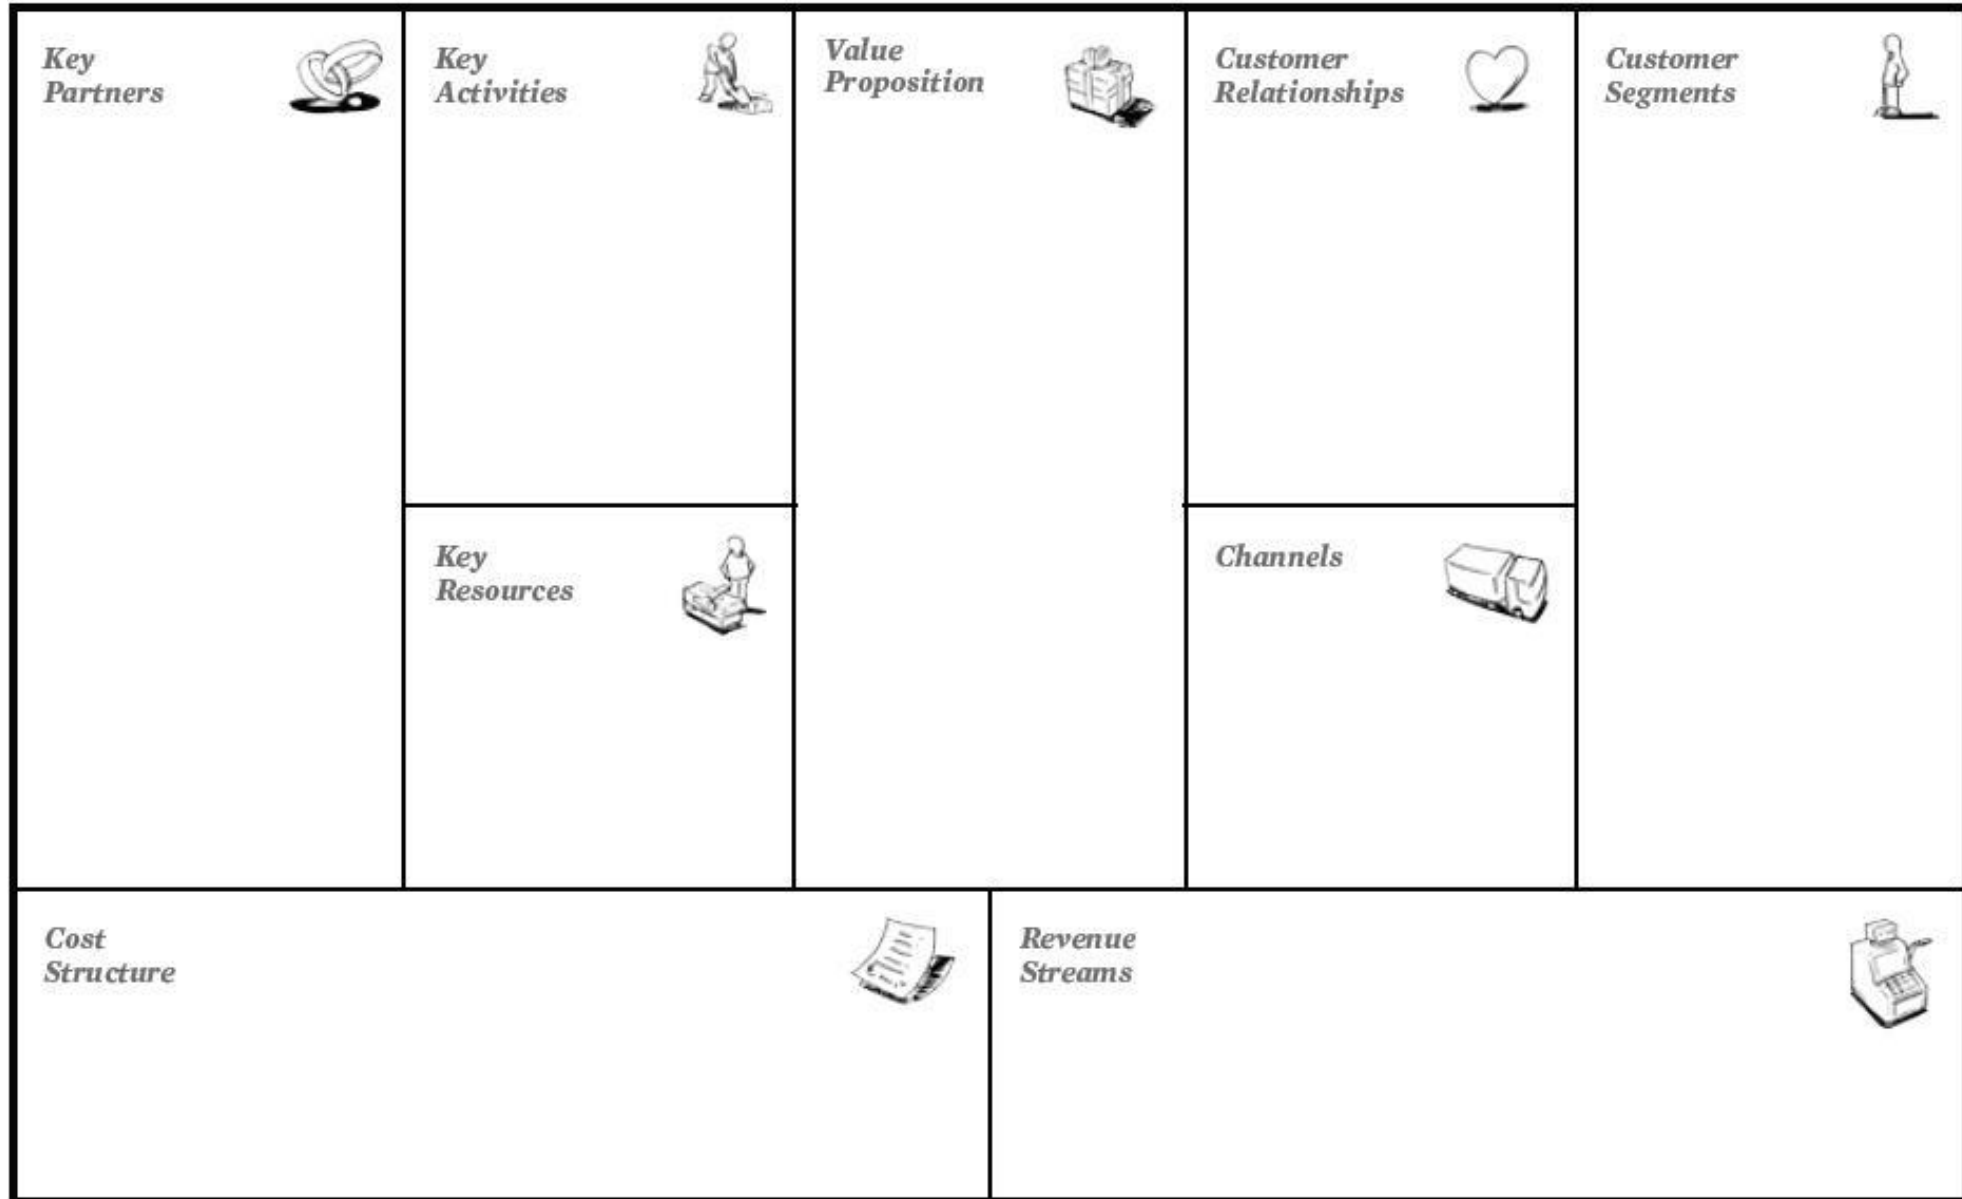 Key
Partners
Key
Activities
Value
Proposition
Customer
Relationships
Customer
Segments
Key
Resources
Channels
Cost
Structure
Revenue
Streams